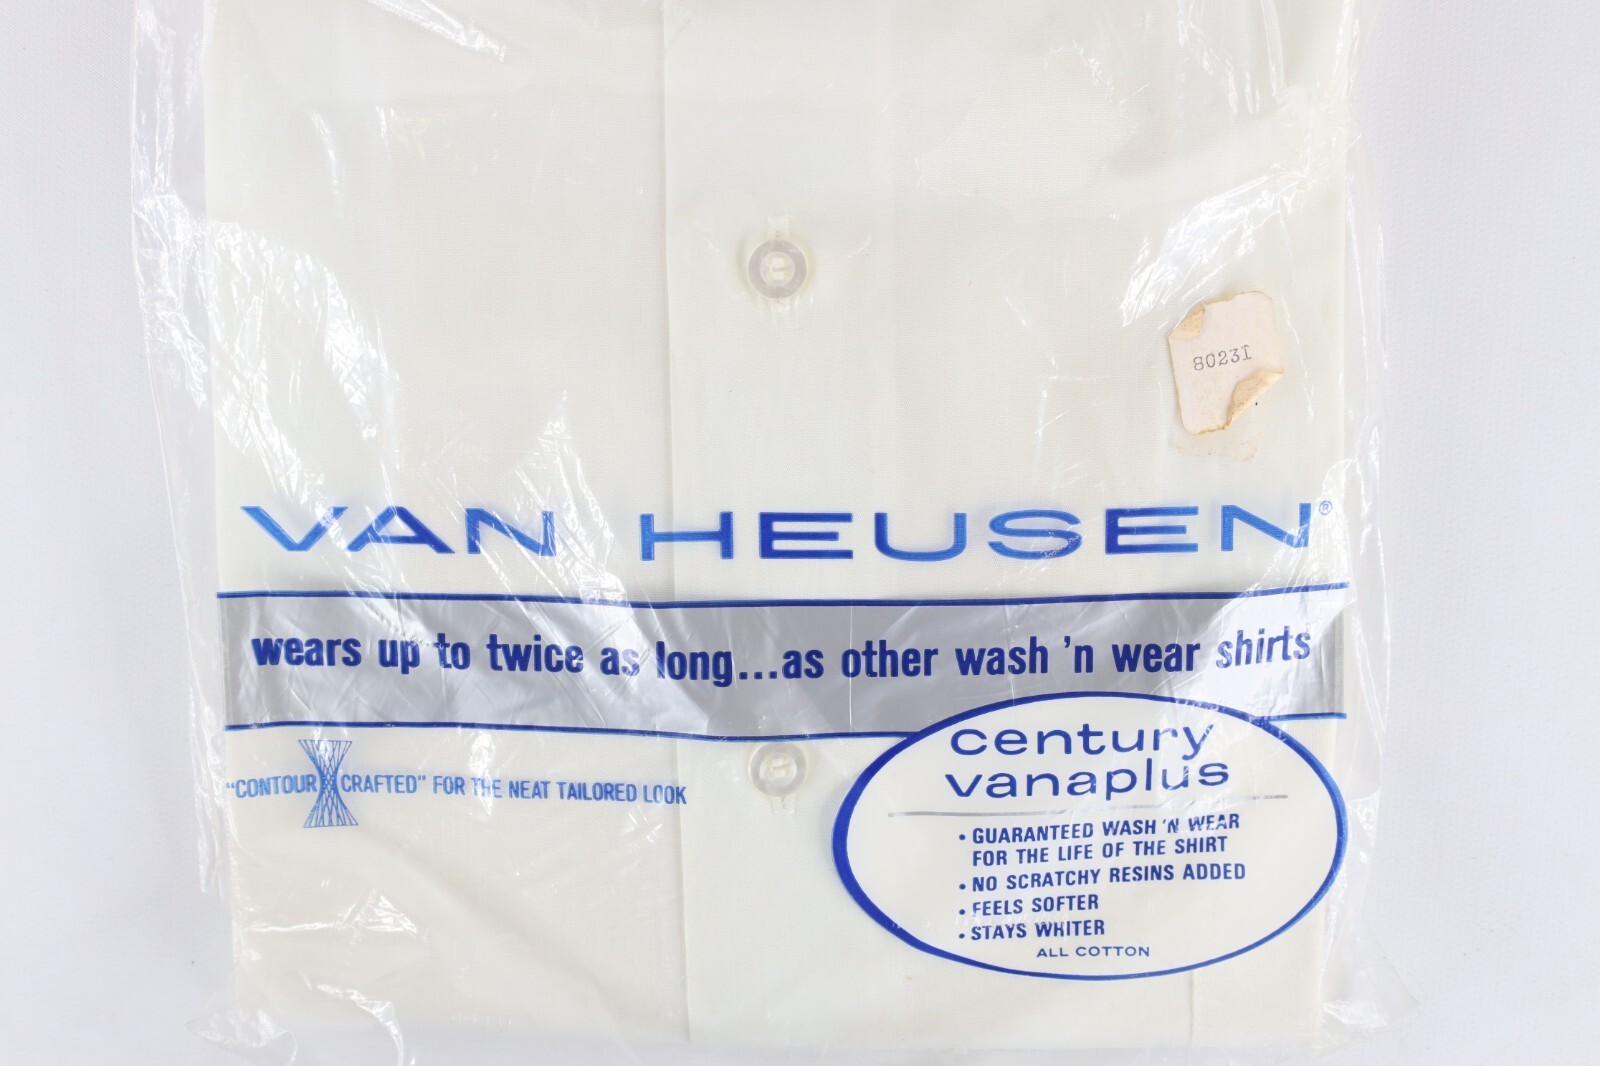 80231
VAN HEUSEN®
wears up to twice as long...as other wash 'n wear shirts
"CONTOUR CRAFTED" FOR THE NEAT TAILORED LOOK
century
vanaplus
• GUARANTEED WASH 'N WEAR
FOR THE LIFE OF THE SHIRT
• NO SCRATCHY RESINS ADDED
• FEELS SOFTER
• STAYS WHITER
ALL COTTON